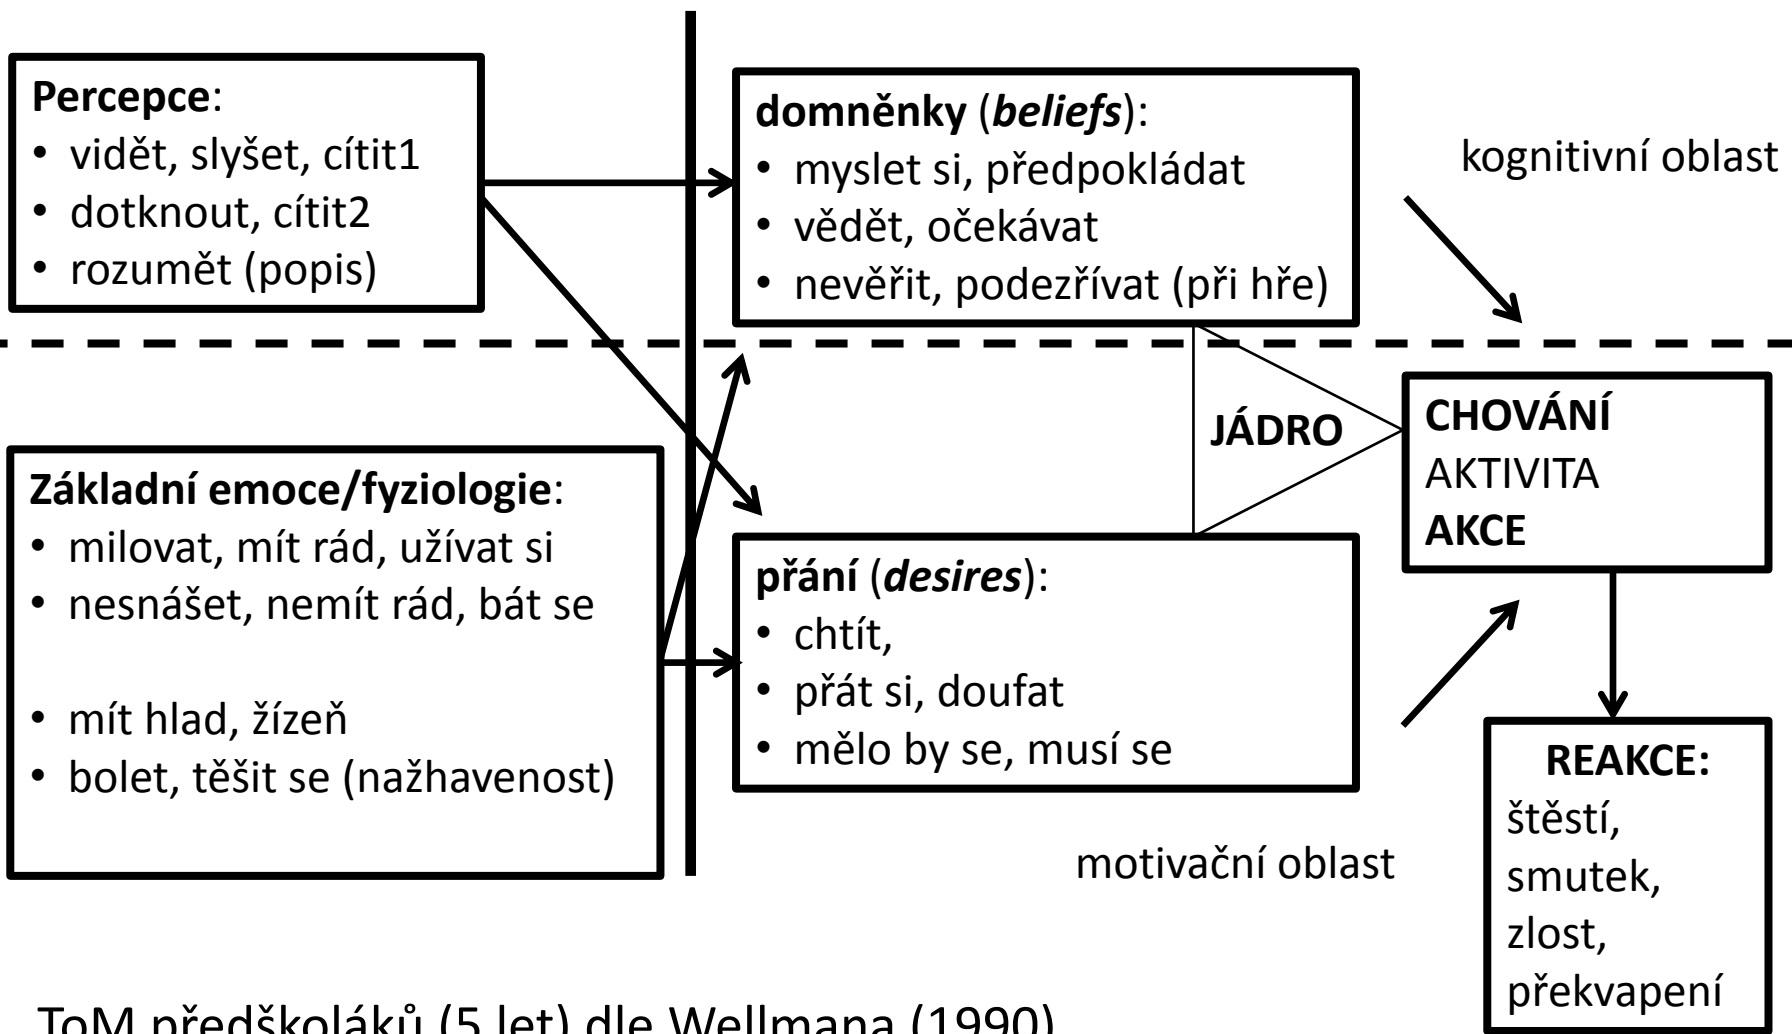 Percepce:
• vidět, slyšet, cítit1
• dotknout, cítit2
• rozumět (popis)
domněnky (beliefs):
• myslet si, předpokládat
• vědět, očekávat
• nevěřit, podezřívat (při hře)
kognitivní oblast
JÁDRO
CHOVÁNÍ
AKTIVITA
AKCE
Základní emoce/fyziologie:
• milovat, mít rád, užívat si
• nesnášet, nemít rád, bát se
• mít hlad, žízeň
• bolet, těšit se (nažhavenost)
přání (desires):
• chtít,
• přát si, doufat
• mělo by se, musí se
motivační oblast
REAKCE:
štěstí,
smutek,
zlost,
překvapení
ToM předškoláků (5 let) dle Wellmana (1990)